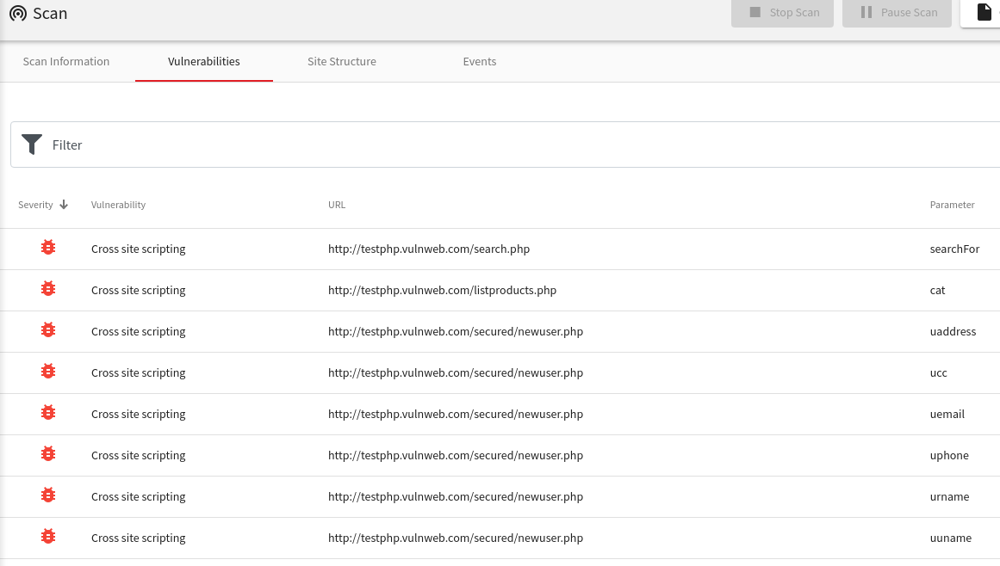 Scan Stop Scan Pause Scan
Scan Information Vulnerabilities Site Structure Events
Filter
Severity Vulnerability URL Parameter
Cross site scripting http://testphp.vulnweb.com/search.php searchFor
Cross site scripting http://testphp.vulnweb.com/listproducts.php cat
Cross site scripting http://testphp.vulnweb.com/secured/newuser.php uaddress
Cross site scripting http://testphp.vulnweb.com/secured/newuser.php ucc
Cross site scripting http://testphp.vulnweb.com/secured/newuser.php uemail
Cross site scripting http://testphp.vulnweb.com/secured/newuser.php uphone
Cross site scripting http://testphp.vulnweb.com/secured/newuser.php urname
Cross site scripting http://testphp.vulnweb.com/secured/newuser.php uuname